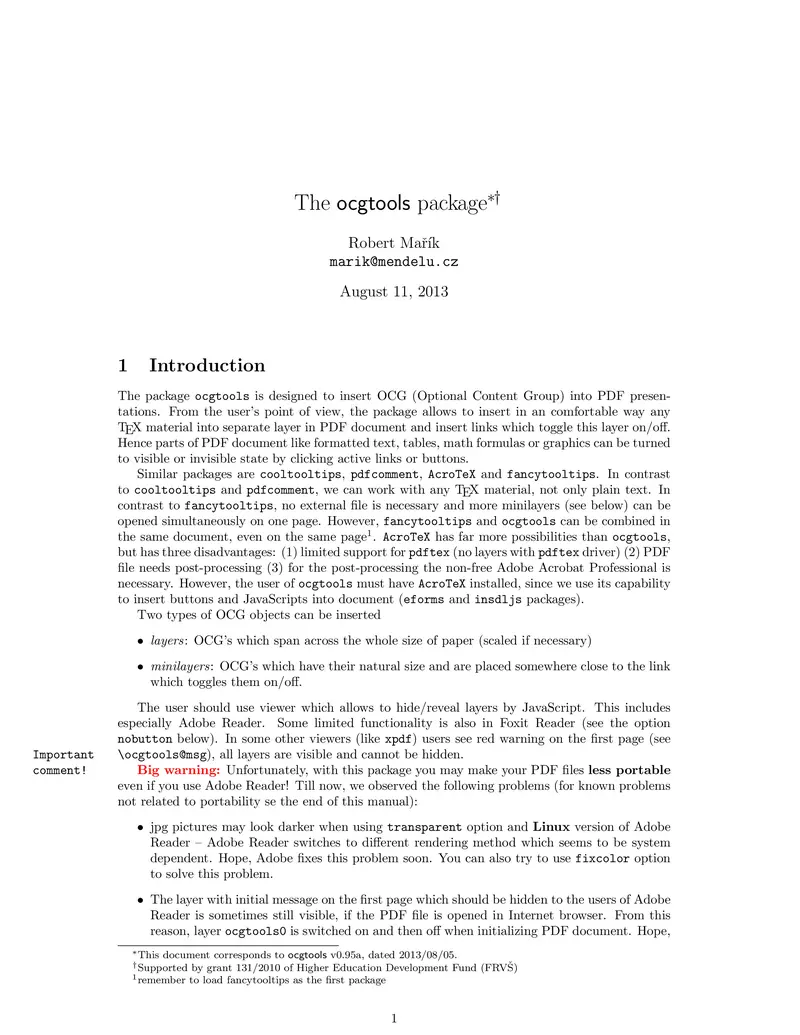 The ocgtools package*†
Robert Mařík
marik@mendelu.cz
August 11, 2013
1 Introduction
The package ocgtools is designed to insert OCG (Optional Content Group) into PDF presen-
tations. From the user's point of view, the package allows to insert in an comfortable way any
TEX material into separate layer in PDF document and insert links which toggle this layer on/off.
Hence parts of PDF document like formatted text, tables, math formulas or graphics can be turned
to visible or invisible state by clicking active links or buttons.
Similar packages are cooltooltips, pdfcomment, AcroTeX and fancytooltips. In contrast
to cooltooltips and pdfcomment, we can work with any TEX material, not only plain text. In
contrast to fancytooltips, no external file is necessary and more minilayers (see below) can be
opened simultaneously on one page. However, fancytooltips and ocgtools can be combined in
the same document, even on the same page1. AcroTeX has far more possibilities than ocgtools,
but has three disadvantages: (1) limited support for pdftex (no layers with pdftex driver) (2) PDF
file needs post-processing (3) for the post-processing the non-free Adobe Acrobat Professional is
necessary. However, the user of ocgtools must have AcroTeX installed, since we use its capability
to insert buttons and JavaScripts into document (eforms and insdljs packages).
Two types of OCG objects can be inserted
• layers: OCG's which span across the whole size of paper (scaled if necessary)
• minilayers: OCG's which have their natural size and are placed somewhere close to the link
which toggles them on/off.
The user should use viewer which allows to hide/reveal layers by JavaScript. This includes
especially Adobe Reader. Some limited functionality is also in Foxit Reader (see the option
nobutton below). In some other viewers (like xpdf) users see red warning on the first page (see
Important \ocgtools@msg), all layers are visible and cannot be hidden.
comment! Big warning: Unfortunately, with this package you may make your PDF files less portable
even if you use Adobe Reader! Till now, we observed the following problems (for known problems
not related to portability se the end of this manual):
• jpg pictures may look darker when using transparent option and Linux version of Adobe
Reader – Adobe Reader switches to different rendering method which seems to be system
dependent. Hope, Adobe fixes this problem soon. You can also try to use fixcolor option
to solve this problem.
• The layer with initial message on the first page which should be hidden to the users of Adobe
Reader is sometimes still visible, if the PDF file is opened in Internet browser. From this
reason, layer ocgtools0 is switched on and then off when initializing PDF document. Hope,
*This document corresponds to ocgtools v0.95a, dated 2013/08/05.
†Supported by grant 131/2010 of Higher Education Development Fund (FRVŠ)
1remember to load fancytooltips as the first package
1